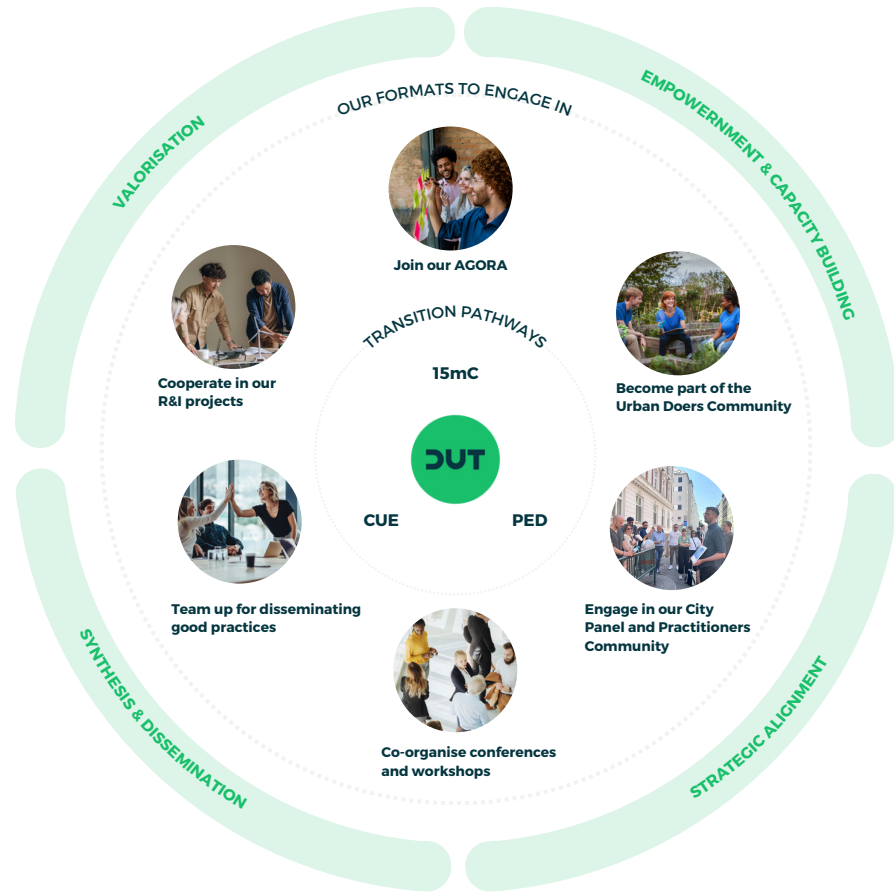 OUR FORMATS TO ENGAGE IN
VALORISATION
EMPOWERNMENT & CAPACITY BUILDING
Join our AGORA
Cooperate in our
R&I projects
Become part of the
Urban Doers Community
TRANSITION PATHWAYS
15mC
DUT
CUE
PED
Team up for disseminating
good practices
Engage in our City
Panel and Practitioners
Community
Co-organise conferences
and workshops
SYNTHESIS & DISSEMINATION
STRATEGIC ALIGNMENT